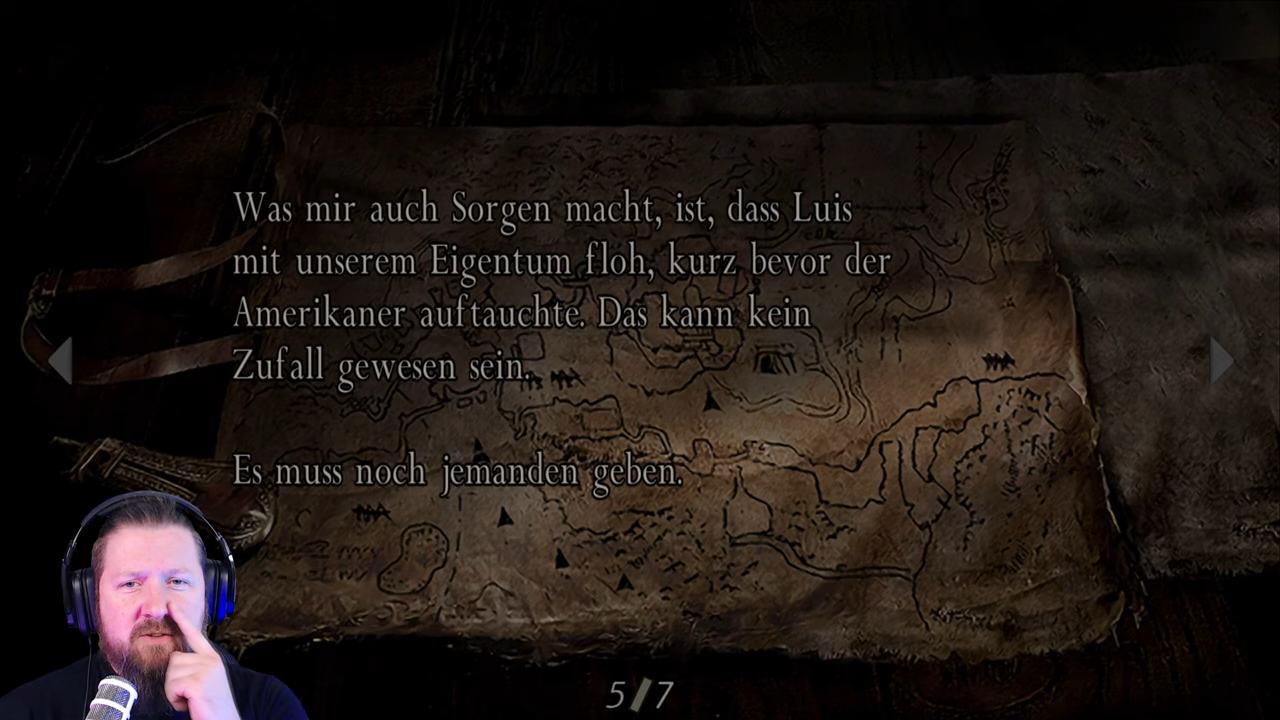 Was mir auch Sorgen macht, ist, dass Luis
mit unserem Eigentum floh, kurz bevor der
Amerikaner auftauchte. Das kann kein
Zufall gewesen sein.
Es muss noch jemanden geben.
5/7